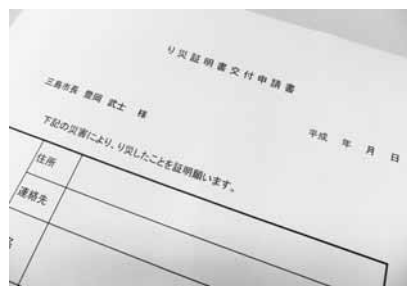 り災証明書交付申請書
平成　年　月　日
三島市長 豊岡 武士 様
下記の災害により、り災したことを証明願います。
住所
連絡先